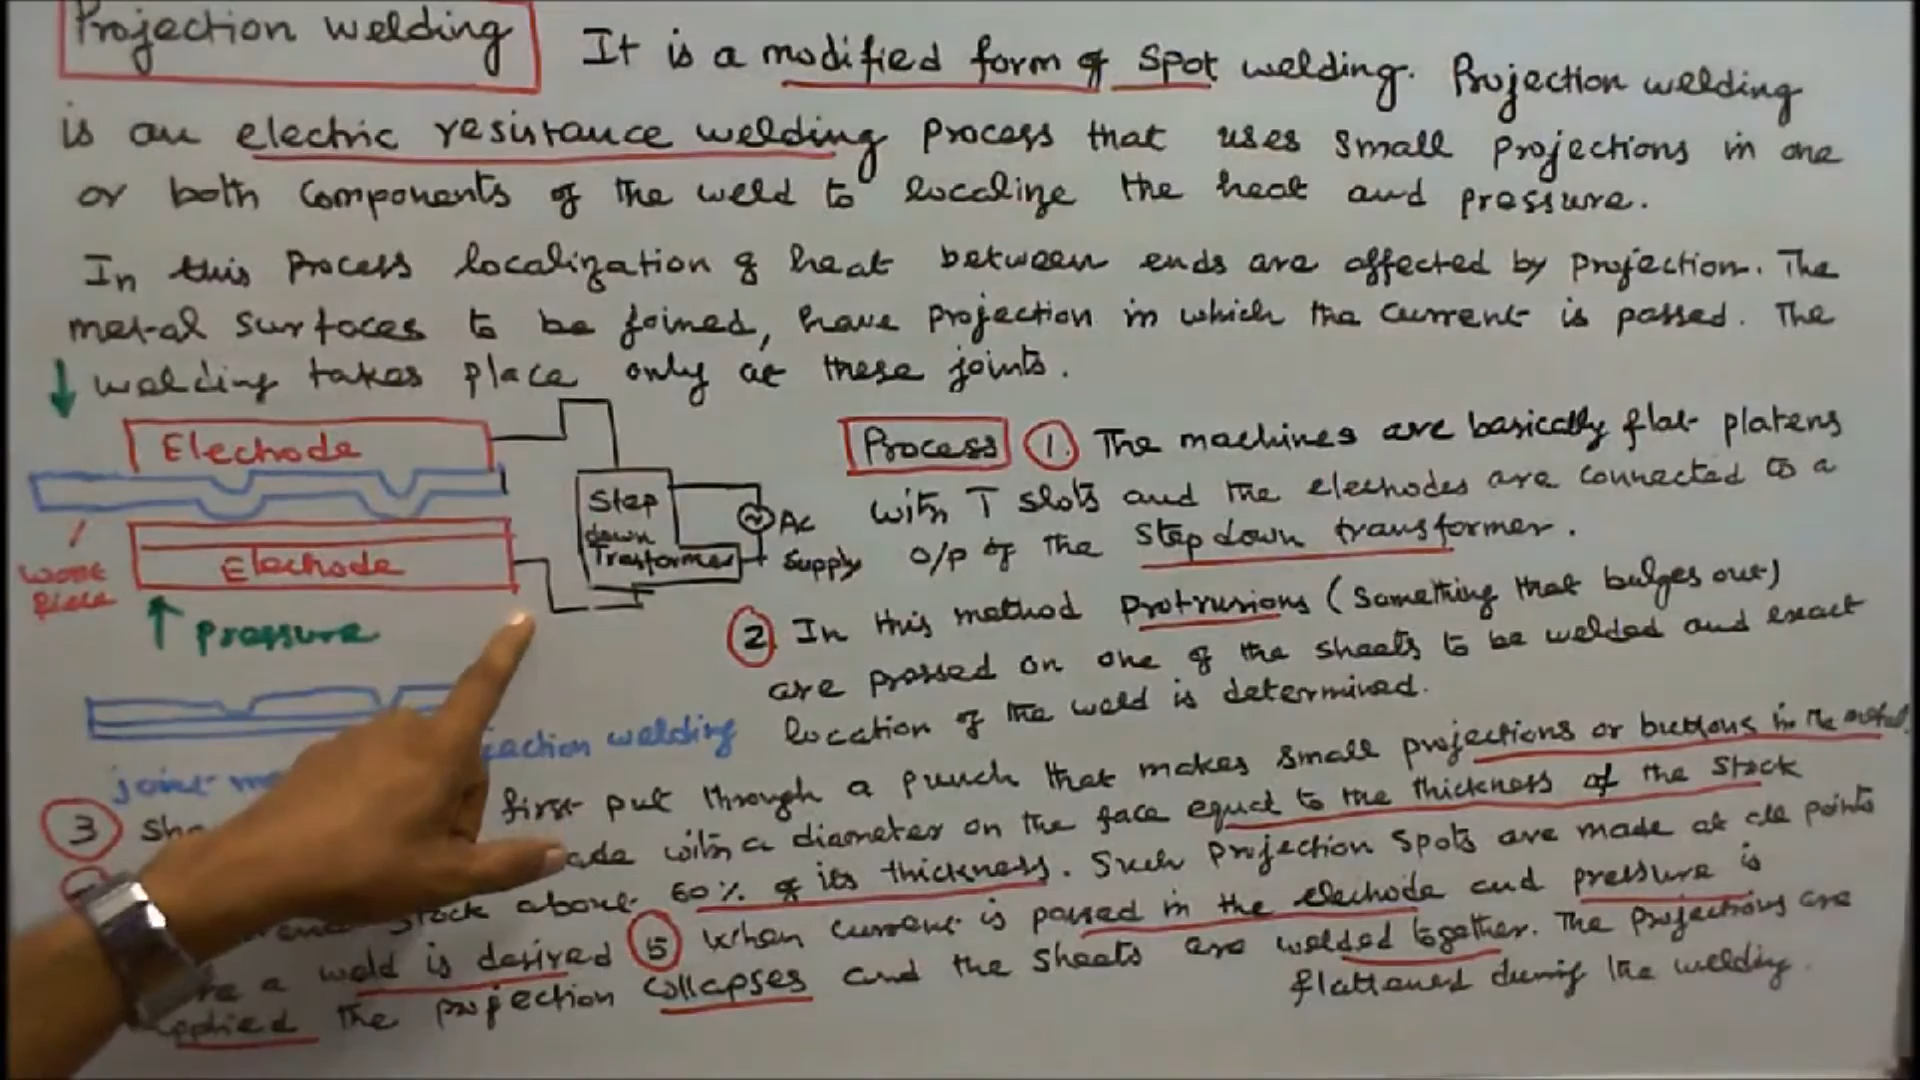 Projection welding It is a modified form of spot welding. Projection welding
is an electric resistance welding process that uses small projections in one
or both components of the weld to localize the heat and pressure.
In this process localization of heat between ends are affected by projection. The
metal surfaces to be joined, have projection in which the current is passed. The
welding takes place only at these joints.
Electrode
Step
down
Trasformer
AC
Supply
Electrode
Work
piece
Pressure
joint
ection welding
Process 1. The machines are basically flat platens
with T slots and the electrodes are connected to a
O/P of the step down transformer.
2. In this method protrusions (something that bulges out)
are pressed on one of the sheets to be welded and exact
location of the weld is determined.
3 first put through a punch that makes small projections or buttons in the metal.
ade with a diameter on the face equal to the thickness of the stock
stock above 60% of its thickness. Such projection spots are made at all points
a weld is desired 5 When current is passed in the electrode and pressure is
pplied the projection collapses and the sheets are welded together. The projections are
flattened during the welding.